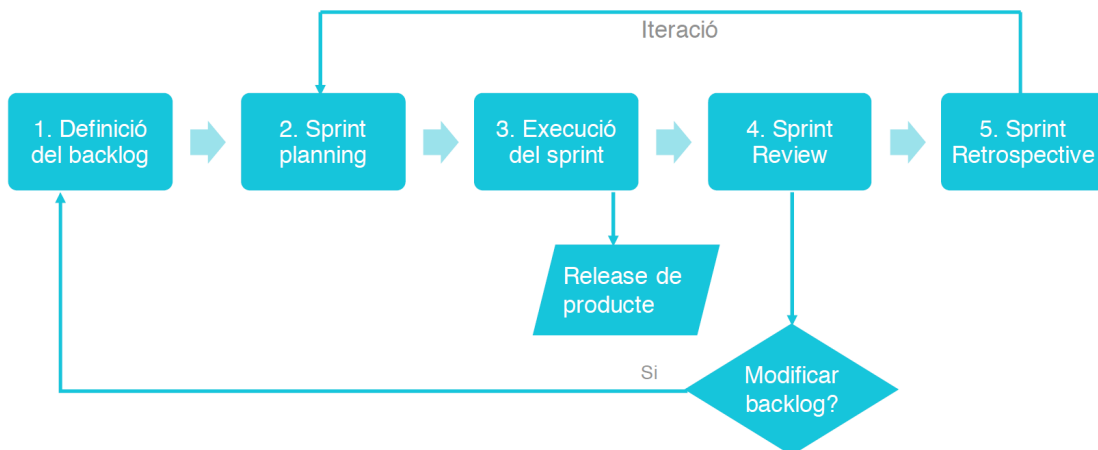 Iteració
1. Definició
del backlog
2. Sprint
planning
3. Execució
del sprint
4. Sprint
Review
5. Sprint
Retrospective
Release de
producte
Si
Modificar
backlog?